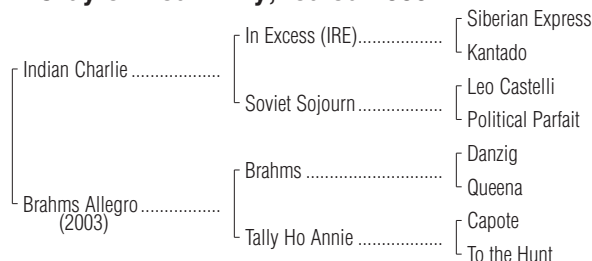 Siberian Express
In Excess (IRE)
Kantado
Indian Charlie
Leo Castelli
Soviet Sojourn
Political Parfait
Danzig
Brahms
Queena
Brahms Allegro
(2003)
Capote
Tally Ho Annie
To the Hunt